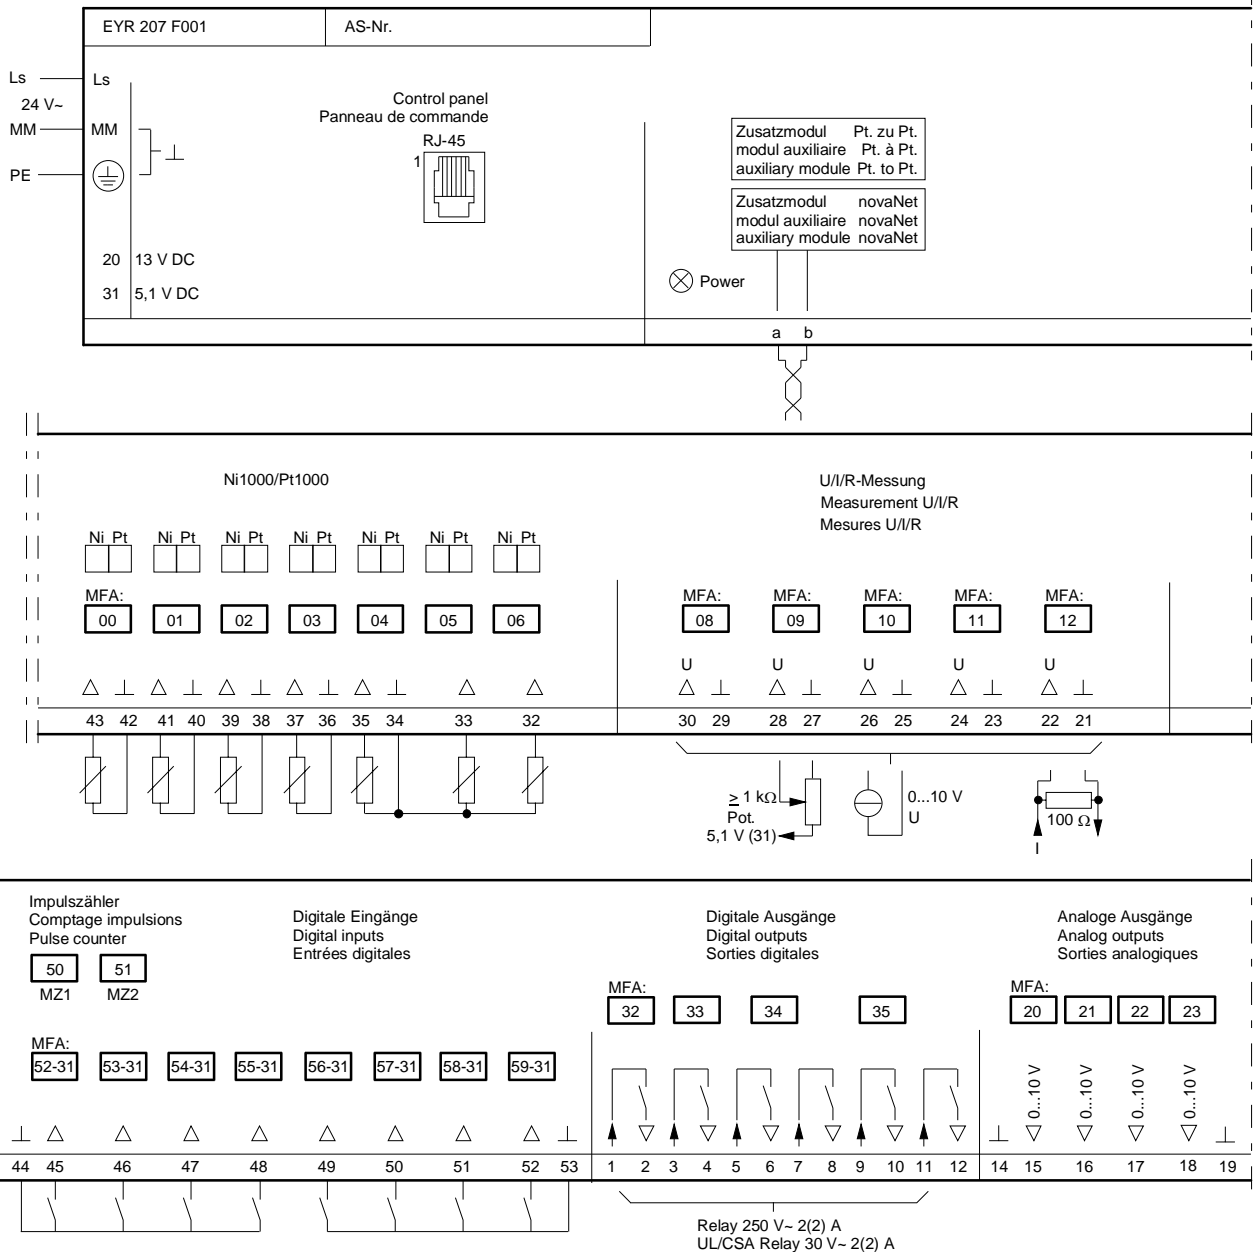 EYR 207 F001 AS-Nr.
Ls Ls
24 V~
MM MM
PE
Control panel
Panneau de commande
RJ-45
1
20 13 V DC
31 5,1 V DC
Zusatzmodul Pt. zu Pt.
modul auxiliaire Pt. à Pt.
auxiliary module Pt. to Pt.
Zusatzmodul novaNet
modul auxiliaire novaNet
auxiliary module novaNet
Power
a b
Ni1000/Pt1000
U/I/R-Messung
Measurement U/I/R
Mesures U/I/R
Ni Pt Ni Pt Ni Pt Ni Pt Ni Pt Ni Pt Ni Pt
MFA: MFA: MFA: MFA: MFA: MFA:
00 01 02 03 04 05 06 08 09 10 11 12
U U U U U
43 42 41 40 39 38 37 36 35 34 33 32 30 29 28 27 26 25 24 23 22 21
≥ 1 kΩ
Pot.
5,1 V (31)
0...10 V
U
100 Ω
I
Impulszähler
Comptage impulsions
Pulse counter
50 51
MZ1 MZ2
Digitale Eingänge
Digital inputs
Entrées digitales
Digitale Ausgänge
Digital outputs
Sorties digitales
Analoge Ausgänge
Analog outputs
Sorties analogiques
MFA:
32 33 34 35
MFA:
20 21 22 23
MFA:
52-31 53-31 54-31 55-31 56-31 57-31 58-31 59-31
0...10 V 0...10 V 0...10 V 0...10 V
44 45 46 47 48 49 50 51 52 53 1 2 3 4 5 6 7 8 9 10 11 12 14 15 16 17 18 19
Relay 250 V~ 2(2) A
UL/CSA Relay 30 V~ 2(2) A